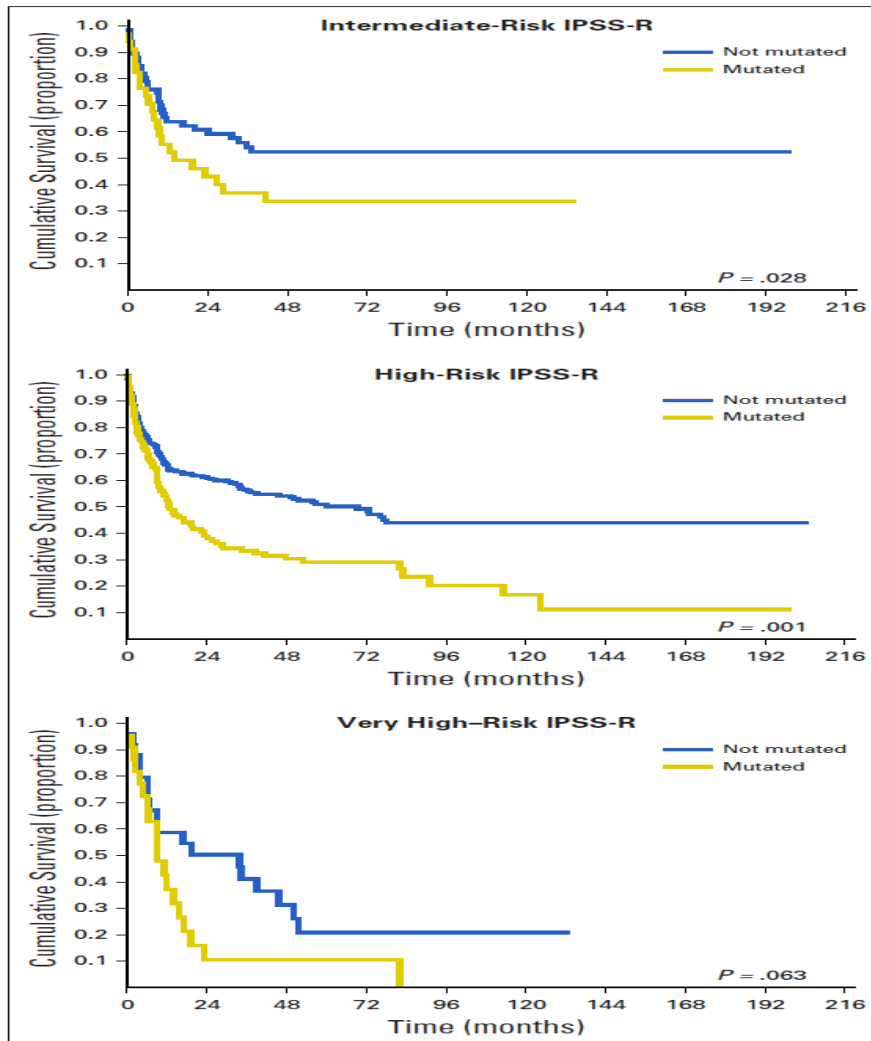 Intermediate-Risk IPSS-R
Not mutated
Mutated
Cumulative Survival (proportion)
1.0
0.9
0.8
0.7
0.6
0.5
0.4
0.3
0.2
0.1
P = .028
0 24 48 72 96 120 144 168 192 216
Time (months)
High-Risk IPSS-R
Not mutated
Mutated
Cumulative Survival (proportion)
1.0
0.9
0.8
0.7
0.6
0.5
0.4
0.3
0.2
0.1
P = .001
0 24 48 72 96 120 144 168 192 216
Time (months)
Very High–Risk IPSS-R
Not mutated
Mutated
Cumulative Survival (proportion)
1.0
0.9
0.8
0.7
0.6
0.5
0.4
0.3
0.2
0.1
P = .063
0 24 48 72 96 120 144 168 192 216
Time (months)